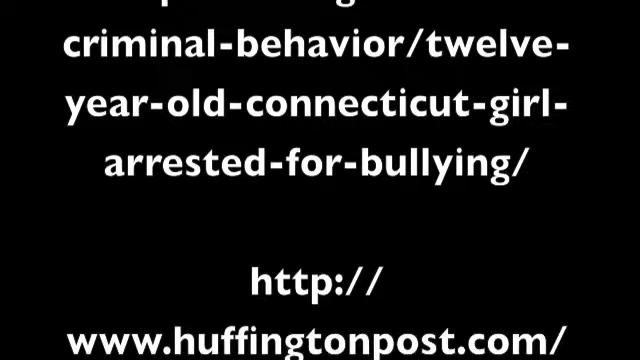 criminal-behavior/twelve-
year-old-connecticut-girl-
arrested-for-bullying/
http://
www.huffingtonpost.com/